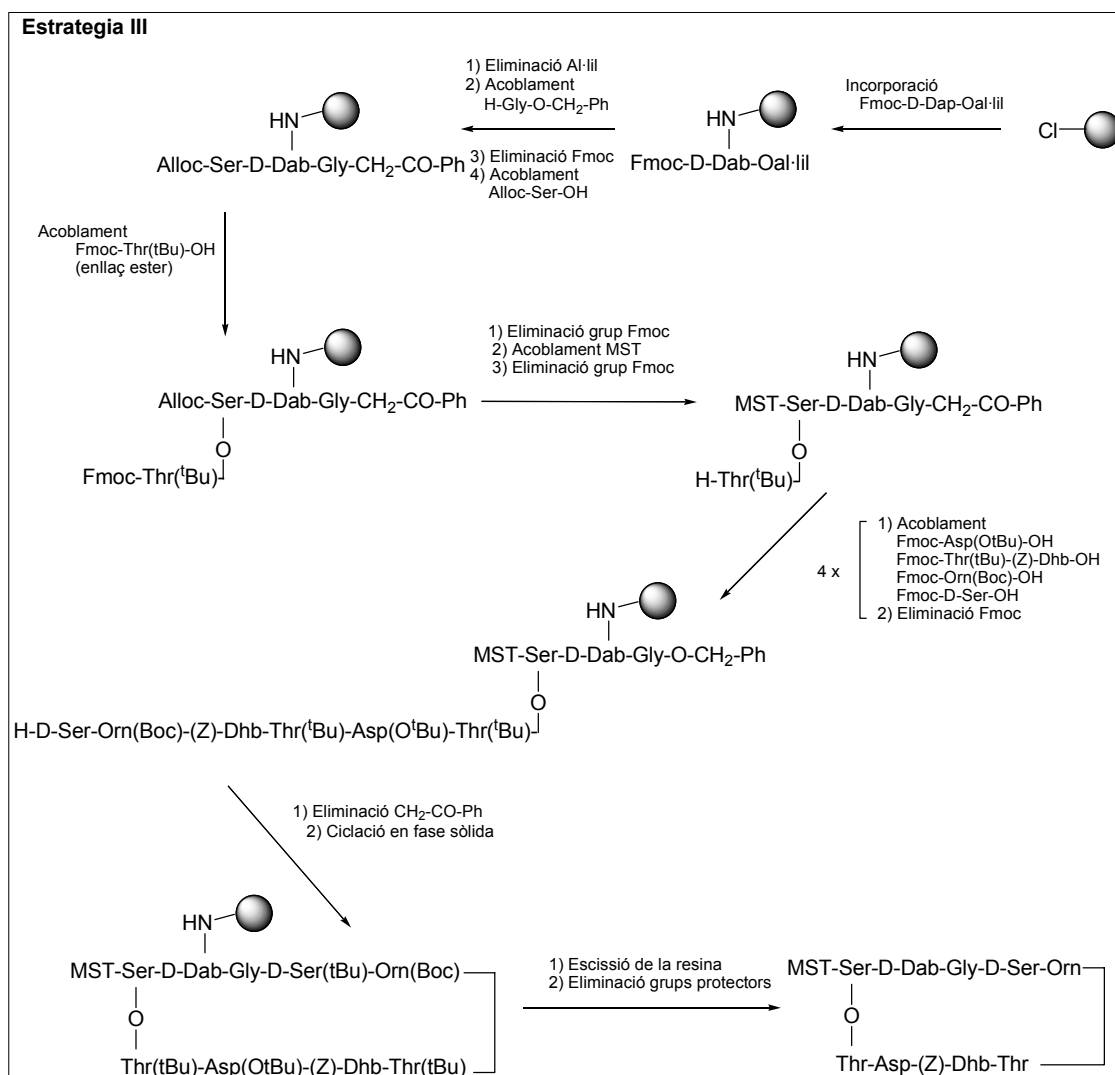 Estrategia III
1) Eliminació Al·lil
2) Acoblament
H-Gly-O-CH₂-Ph
Incorporació
Fmoc-D-Dap-Oal·lil
HN
HN
Cl
Alloc-Ser-D-Dab-Gly-CH₂-CO-Ph
3) Eliminació Fmoc
4) Acoblament
Alloc-Ser-OH
Fmoc-D-Dab-Oal·lil
Acoblament
Fmoc-Thr(tBu)-OH
(enllaç ester)
1) Eliminació grup Fmoc
2) Acoblament MST
3) Eliminació grup Fmoc
HN
HN
Alloc-Ser-D-Dab-Gly-CH₂-CO-Ph
MST-Ser-D-Dab-Gly-CH₂-CO-Ph
O
O
Fmoc-Thr(ᵗBu)
H-Thr(ᵗBu)
4 x
1) Acoblament
Fmoc-Asp(OtBu)-OH
Fmoc-Thr(tBu)-(Z)-Dhb-OH
Fmoc-Orn(Boc)-OH
Fmoc-D-Ser-OH
2) Eliminació Fmoc
HN
MST-Ser-D-Dab-Gly-O-CH₂-Ph
O
H-D-Ser-Orn(Boc)-(Z)-Dhb-Thr(ᵗBu)-Asp(OᵗBu)-Thr(ᵗBu)-
1) Eliminació CH₂-CO-Ph
2) Ciclació en fase sòlida
HN
MST-Ser-D-Dab-Gly-D-Ser(tBu)-Orn(Boc)
1) Escissió de la resina
2) Eliminació grups protectors
MST-Ser-D-Dab-Gly-D-Ser-Orn
O
O
Thr(tBu)-Asp(OtBu)-(Z)-Dhb-Thr(tBu)
Thr-Asp-(Z)-Dhb-Thr